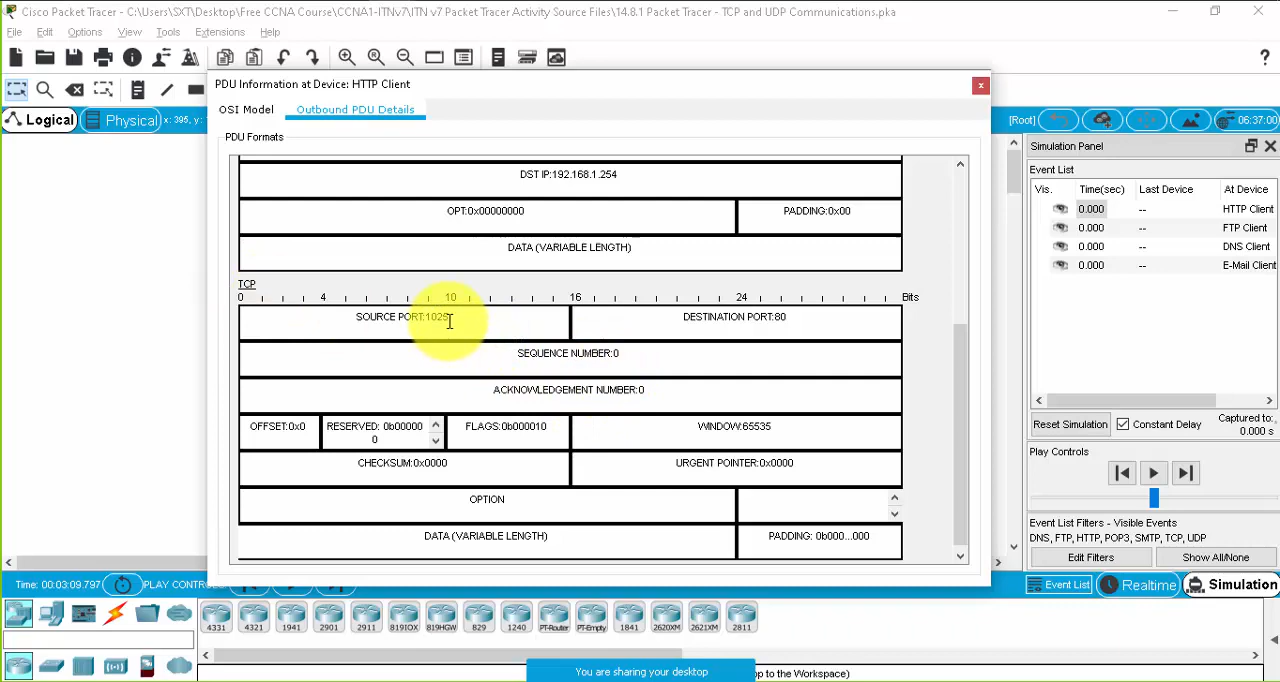 Cisco Packet Tracer - C:\Users\SXT\Desktop\Free CCNA Course\CCNA1-ITNv7\ITN v7 Packet Tracer Activity Source Files\14.8.1 Packet Tracer - TCP and UDP Communications.pka
File Edit Options View Tools Extensions Help
?
PDU Information at Device: HTTP Client
OSI Model Outbound PDU Details
Logical Physical x: 395, y:
[Root] 06:37:00
PDU Formats
Simulation Panel
Event List
Vis. Time(sec) Last Device At Device
0.000 -- HTTP Client
0.000 -- FTP Client
0.000 -- DNS Client
0.000 -- E-Mail Client
DST IP:192.168.1.254
OPT:0x00000000 PADDING:0x00
DATA (VARIABLE LENGTH)
TCP
0 4 10 16 24 Bits
SOURCE PORT:1025 DESTINATION PORT:80
SEQUENCE NUMBER:0
ACKNOWLEDGEMENT NUMBER:0
OFFSET:0x0 RESERVED: 0b00000
0 FLAGS:0b000010 WINDOW:65535
CHECKSUM:0x0000 URGENT POINTER:0x0000
OPTION
DATA (VARIABLE LENGTH) PADDING: 0b000...000
Reset Simulation Constant Delay Captured to:
0.000 s
Play Controls
Event List Filters - Visible Events
DNS, FTP, HTTP, POP3, SMTP, TCP, UDP
Edit Filters Show All/None
Time: 00:03:09.797 PLAY CONTROLS
Event List Realtime Simulation
4331 4321 1941 2901 2911 819IOX 819HGW 829 1240 PT-Router PT-Empty 1841 2620XM 2621XM 2811
You are sharing your desktop
op to the Workspace)